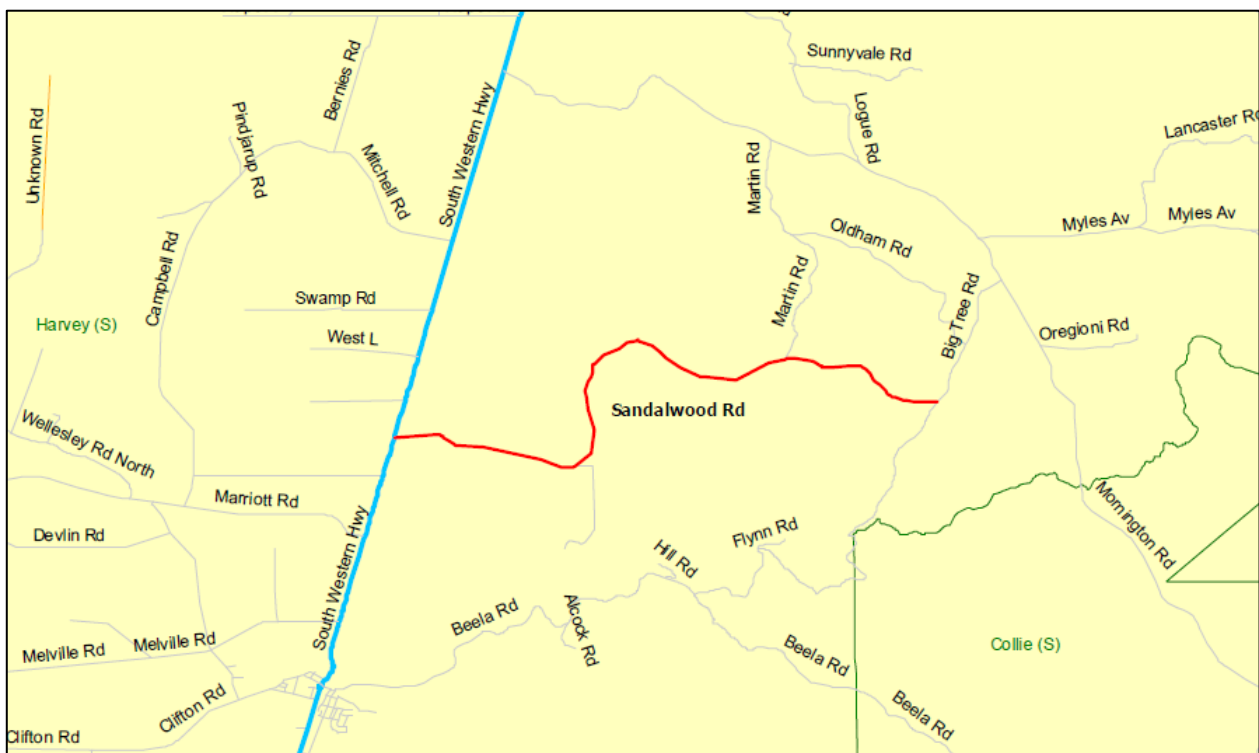 Sunnyvale Rd
Bernies Rd
South Western Hwy
Pindjarup Rd
Logue Rd
Lancaster Rd
Unknown Rd
Mitchell Rd
Martin Rd
Myles Av
Myles Av
Oldham Rd
Campbell Rd
Swamp Rd
Martin Rd
Big Tree Rd
Harvey (S)
West L
Oregioni Rd
Sandalwood Rd
Wellesley Rd North
Marriott Rd
Mornington Rd
Devlin Rd
South Western Hwy
Flynn Rd
Hill Rd
Beela Rd
Alcock Rd
Melville Rd
Melville Rd
Beela Rd
Collie (S)
Clifton Rd
Beela Rd
Clifton Rd